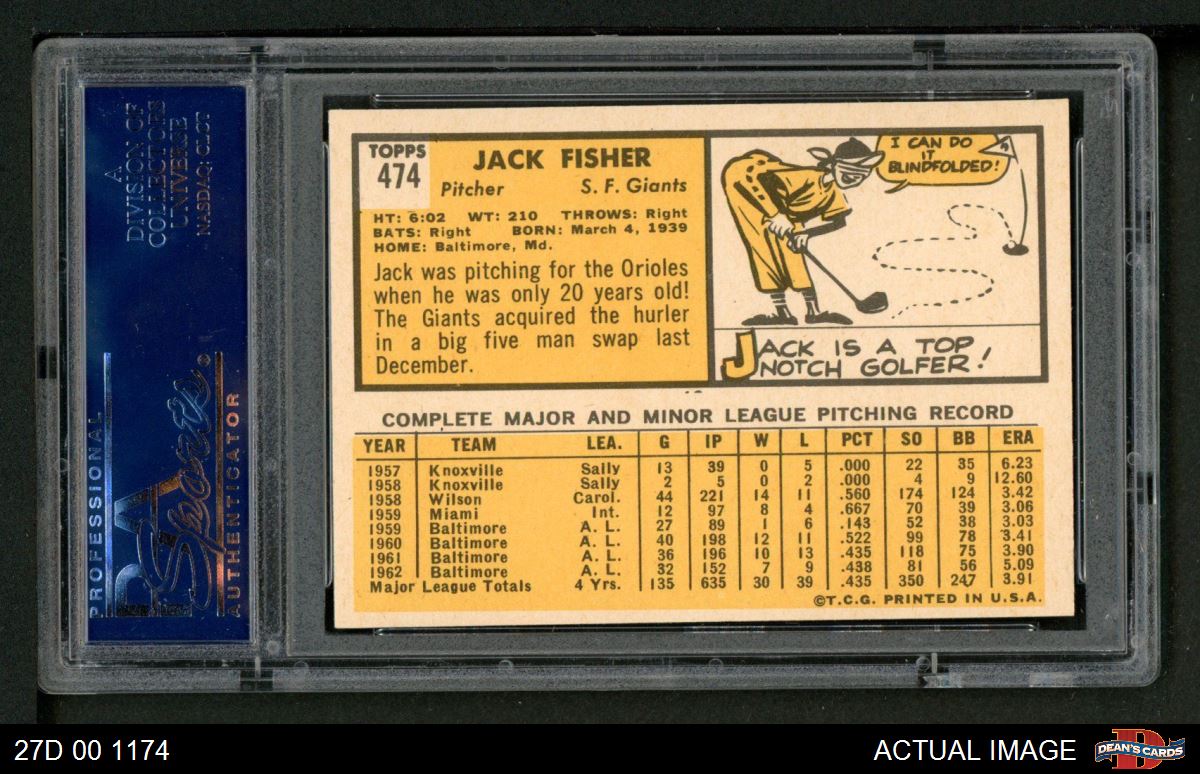 A
DIVISION OF
COLLECTORS
UNIVERSE
NASDAQ: CLCT
PROFESSIONAL
PSA
Sports®
AUTHENTICATOR
TOPPS
474
JACK FISHER
Pitcher S. F. Giants
HT: 6:02 WT: 210 THROWS: Right
BATS: Right BORN: March 4, 1939
HOME: Baltimore, Md.
Jack was pitching for the Orioles
when he was only 20 years old!
The Giants acquired the hurler
in a big five man swap last
December.
I CAN DO
IT
BLINDFOLDED!
JACK IS A TOP
NOTCH GOLFER!
COMPLETE MAJOR AND MINOR LEAGUE PITCHING RECORD
YEAR TEAM LEA. G IP W L PCT SO BB ERA
1957 Knoxville Sally 13 39 0 5 .000 22 35 6.23
1958 Knoxville Sally 2 5 0 2 .000 4 9 12.60
1958 Wilson Carol. 44 221 14 11 .560 174 124 3.42
1959 Miami Int. 12 97 8 4 .667 70 39 3.06
1959 Baltimore A. L. 27 89 1 6 .143 52 38 3.03
1960 Baltimore A. L. 40 198 12 11 .522 99 78 3.41
1961 Baltimore A. L. 36 196 10 13 .435 118 75 3.90
1962 Baltimore A. L. 32 152 7 9 .438 81 56 5.09
Major League Totals 4 Yrs. 135 635 30 39 .435 350 247 3.91
©T.C.G. PRINTED IN U.S.A.
27D 00 1174
ACTUAL IMAGE
D
DEAN'S CARDS